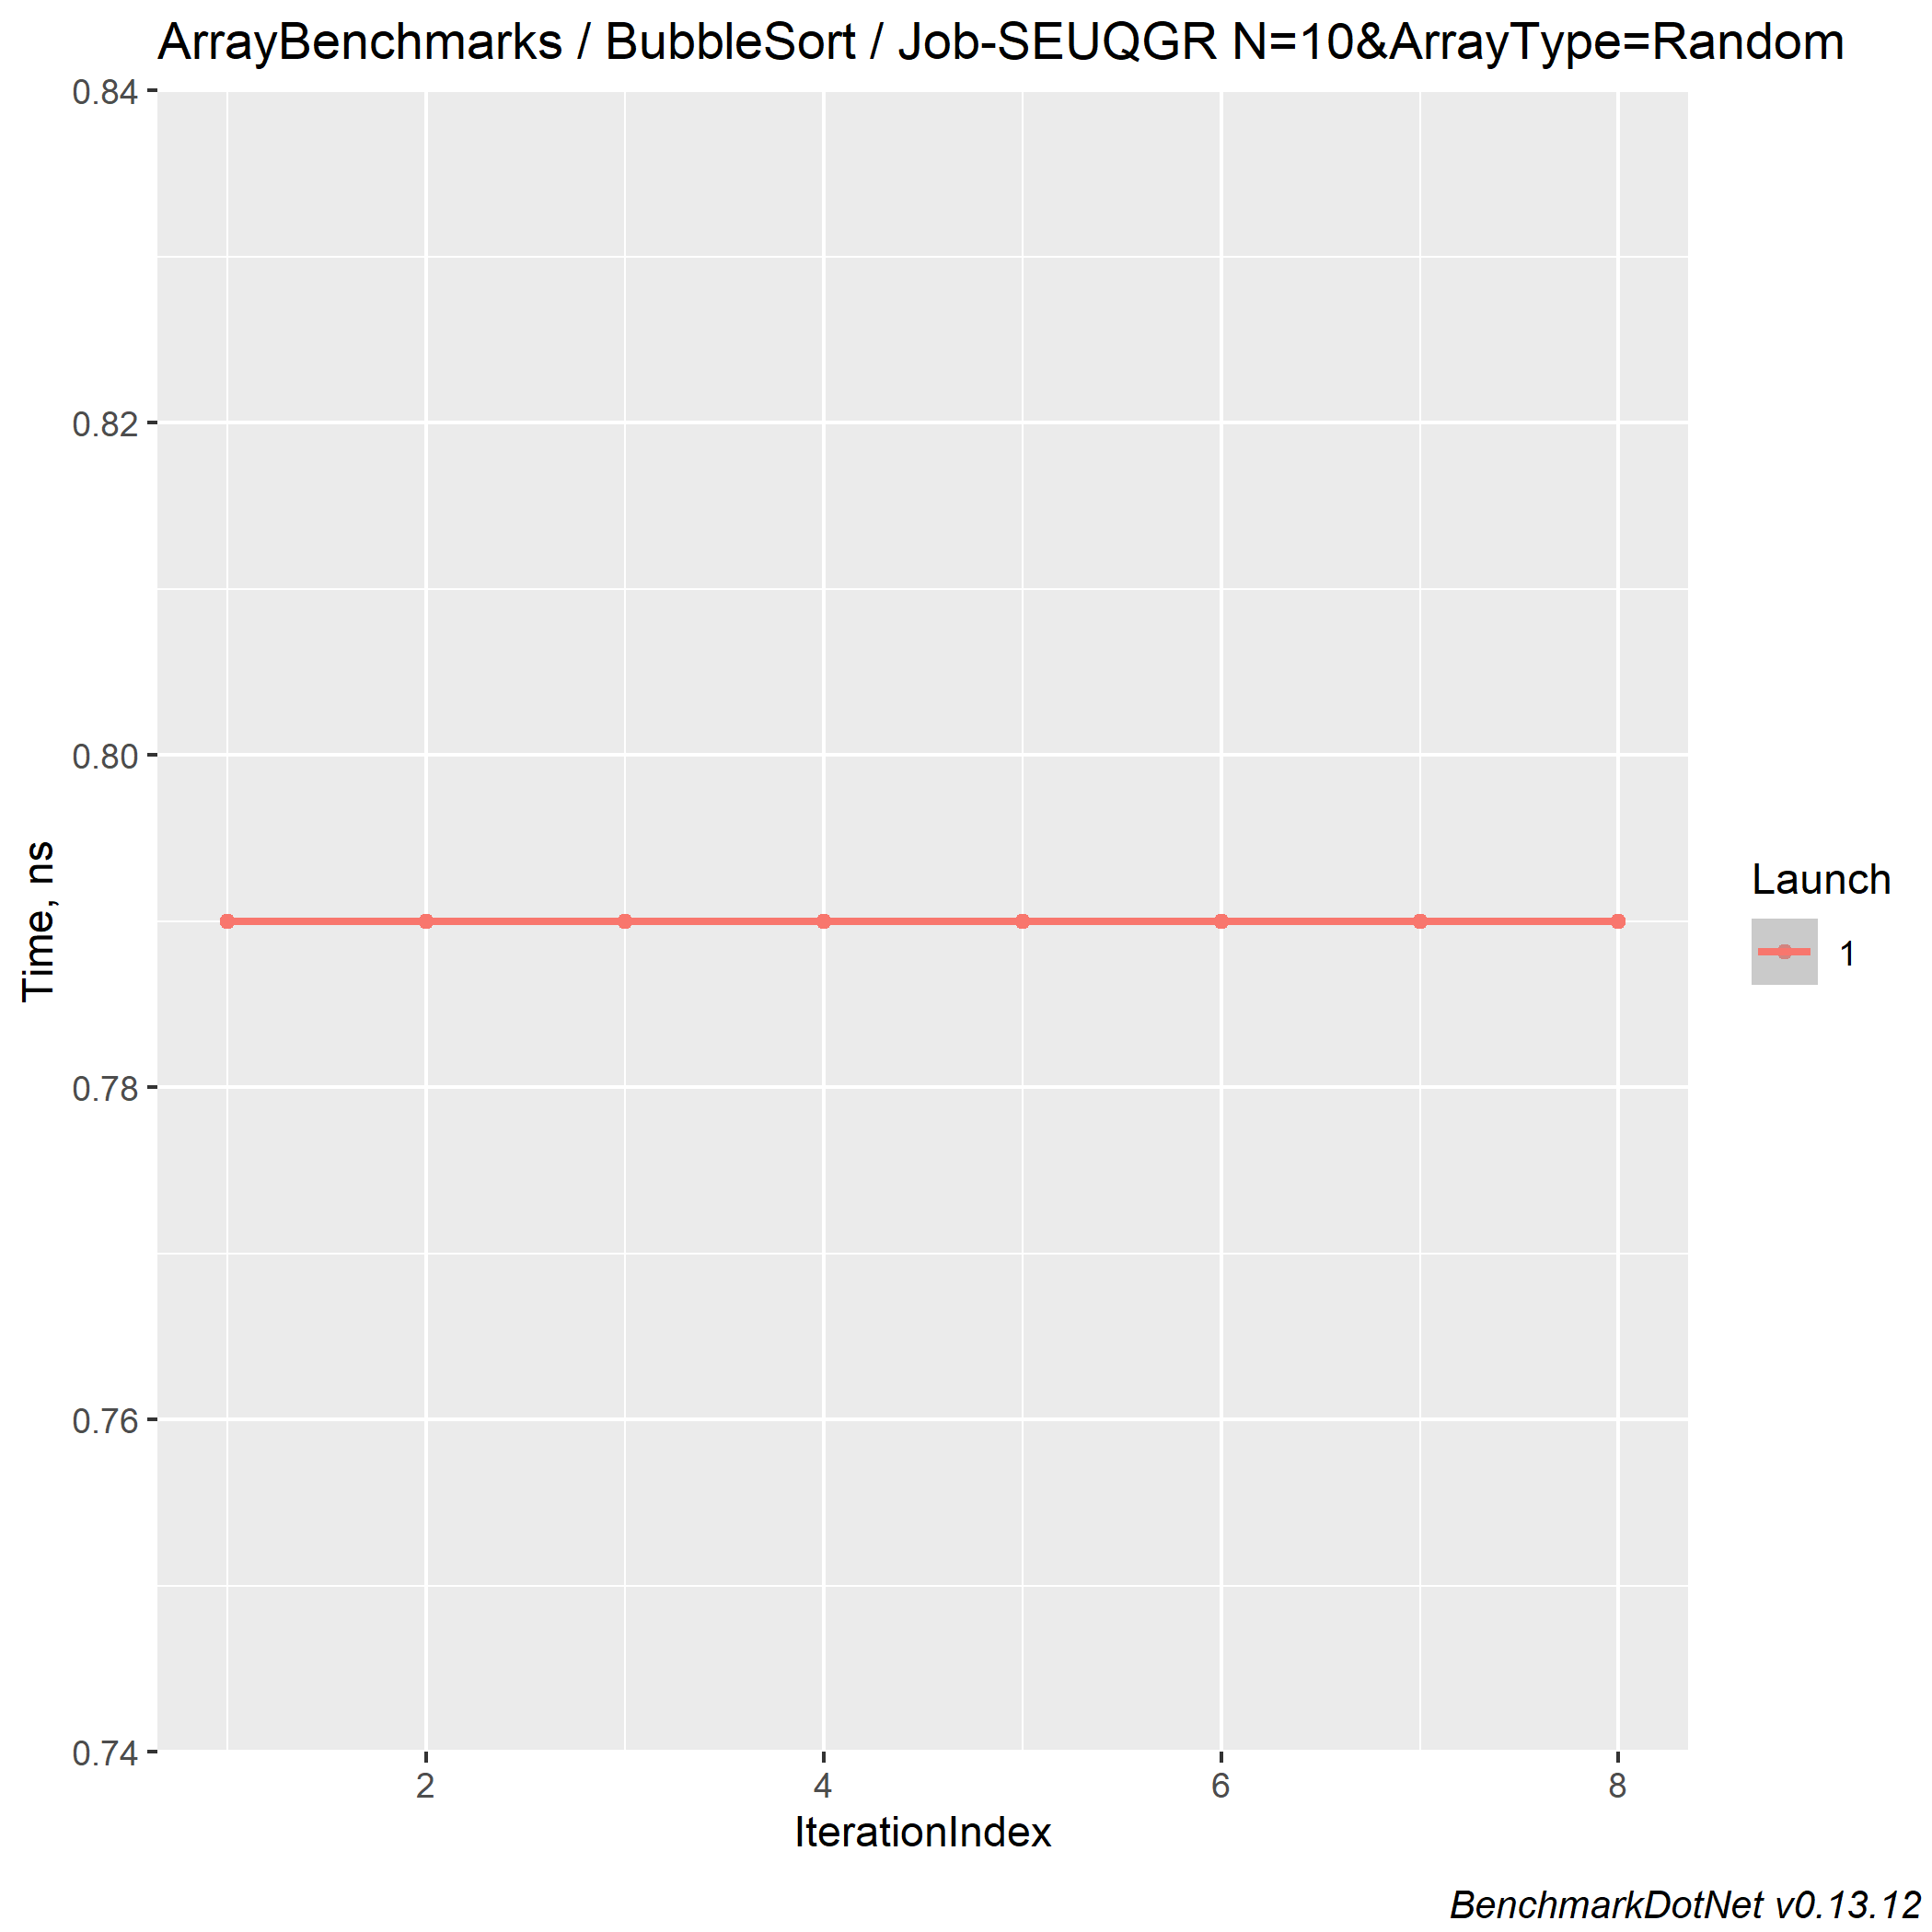 ArrayBenchmarks / BubbleSort / Job-SEUQGR N=10&ArrayType=Random
0.84
0.82
0.80
0.78
0.76
0.74
Time, ns
2
4
6
8
IterationIndex
Launch
1
BenchmarkDotNet v0.13.12